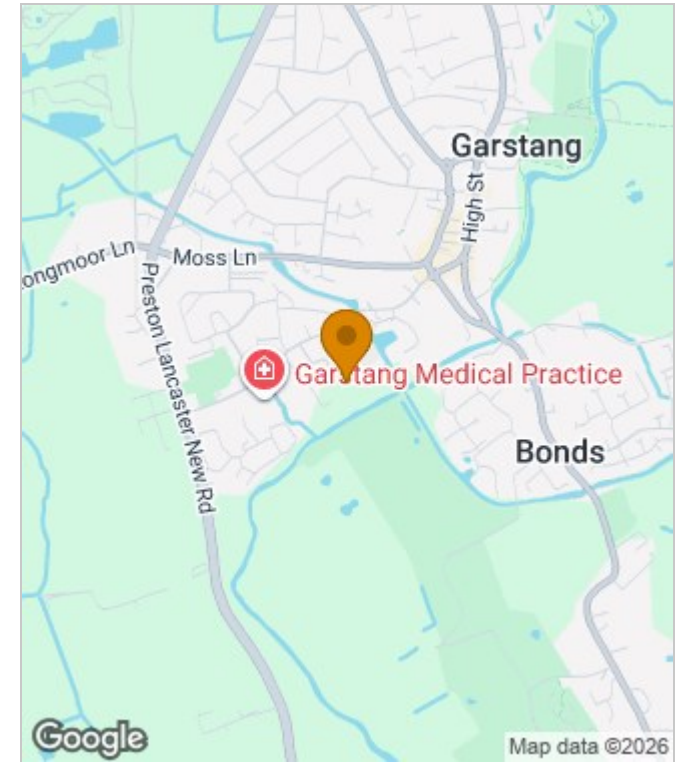 Garstang
High St
ongmoor Ln
Moss Ln
Preston Lancaster New Rd
Garstang Medical Practice
Bonds
Google
Map data ©2026